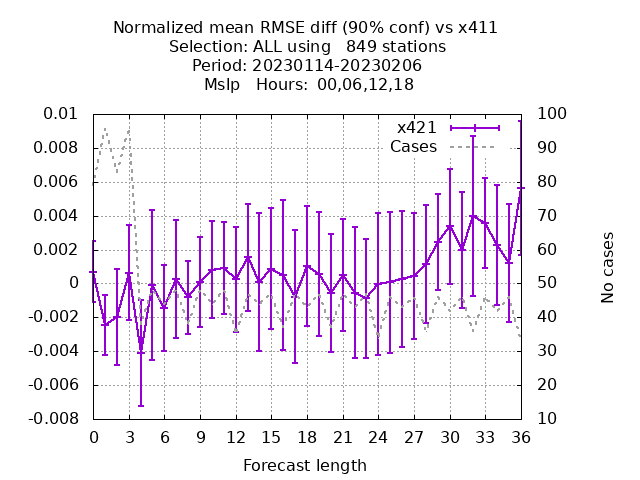 Normalized mean RMSE diff (90% conf) vs x411
Selection: ALL using   849 stations
Period: 20230114-20230206
Mslp   Hours:  00,06,12,18
x421
Cases
0.01
0.008
0.006
0.004
0.002
0
-0.002
-0.004
-0.006
-0.008
100
90
80
70
60
50
40
30
20
10
No cases
0 3 6 9 12 15 18 21 24 27 30 33 36
Forecast length